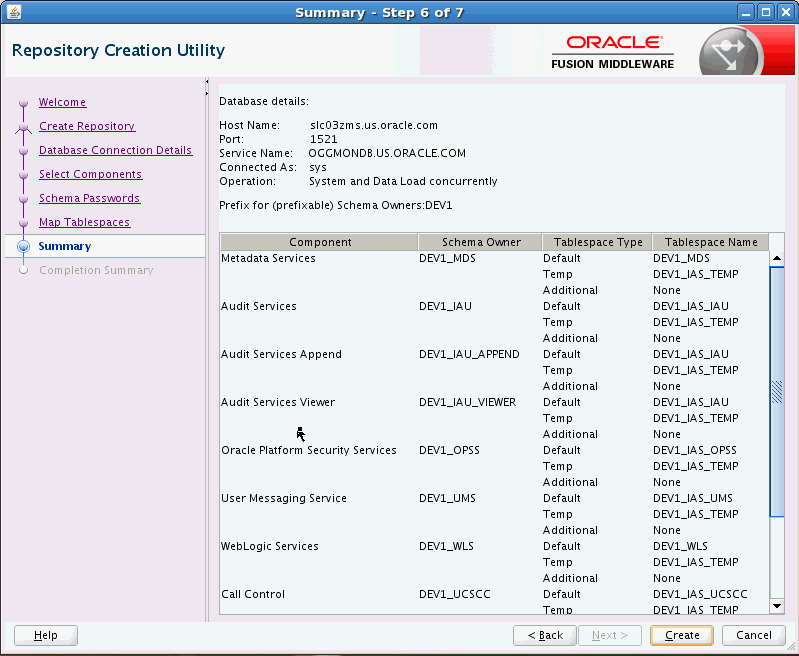 Summary - Step 6 of 7
Repository Creation Utility
ORACLE®
FUSION MIDDLEWARE
Welcome
Create Repository
Database Connection Details
Select Components
Schema Passwords
Map Tablespaces
Summary
Completion Summary
Database details:
Host Name: slc03zms.us.oracle.com
Port: 1521
Service Name: OGGMONDB.US.ORACLE.COM
Connected As: sys
Operation: System and Data Load concurrently
Prefix for (prefixable) Schema Owners:DEV1
Component Schema Owner Tablespace Type Tablespace Name
Metadata Services DEV1_MDS Default DEV1_MDS
Temp DEV1_IAS_TEMP
Additional None
Audit Services DEV1_IAU Default DEV1_IAS_IAU
Temp DEV1_IAS_TEMP
Additional None
Audit Services Append DEV1_IAU_APPEND Default DEV1_IAS_IAU
Temp DEV1_IAS_TEMP
Additional None
Audit Services Viewer DEV1_IAU_VIEWER Default DEV1_IAS_IAU
Temp DEV1_IAS_TEMP
Additional None
Oracle Platform Security Services DEV1_OPSS Default DEV1_IAS_OPSS
Temp DEV1_IAS_TEMP
Additional None
User Messaging Service DEV1_UMS Default DEV1_IAS_UMS
Temp DEV1_IAS_TEMP
Additional None
WebLogic Services DEV1_WLS Default DEV1_WLS
Temp DEV1_IAS_TEMP
Additional None
Call Control DEV1_UCSCC Default DEV1_IAS_UCSCC
Temp DEV1_IAS_TEMP
Help < Back Next > Create Cancel